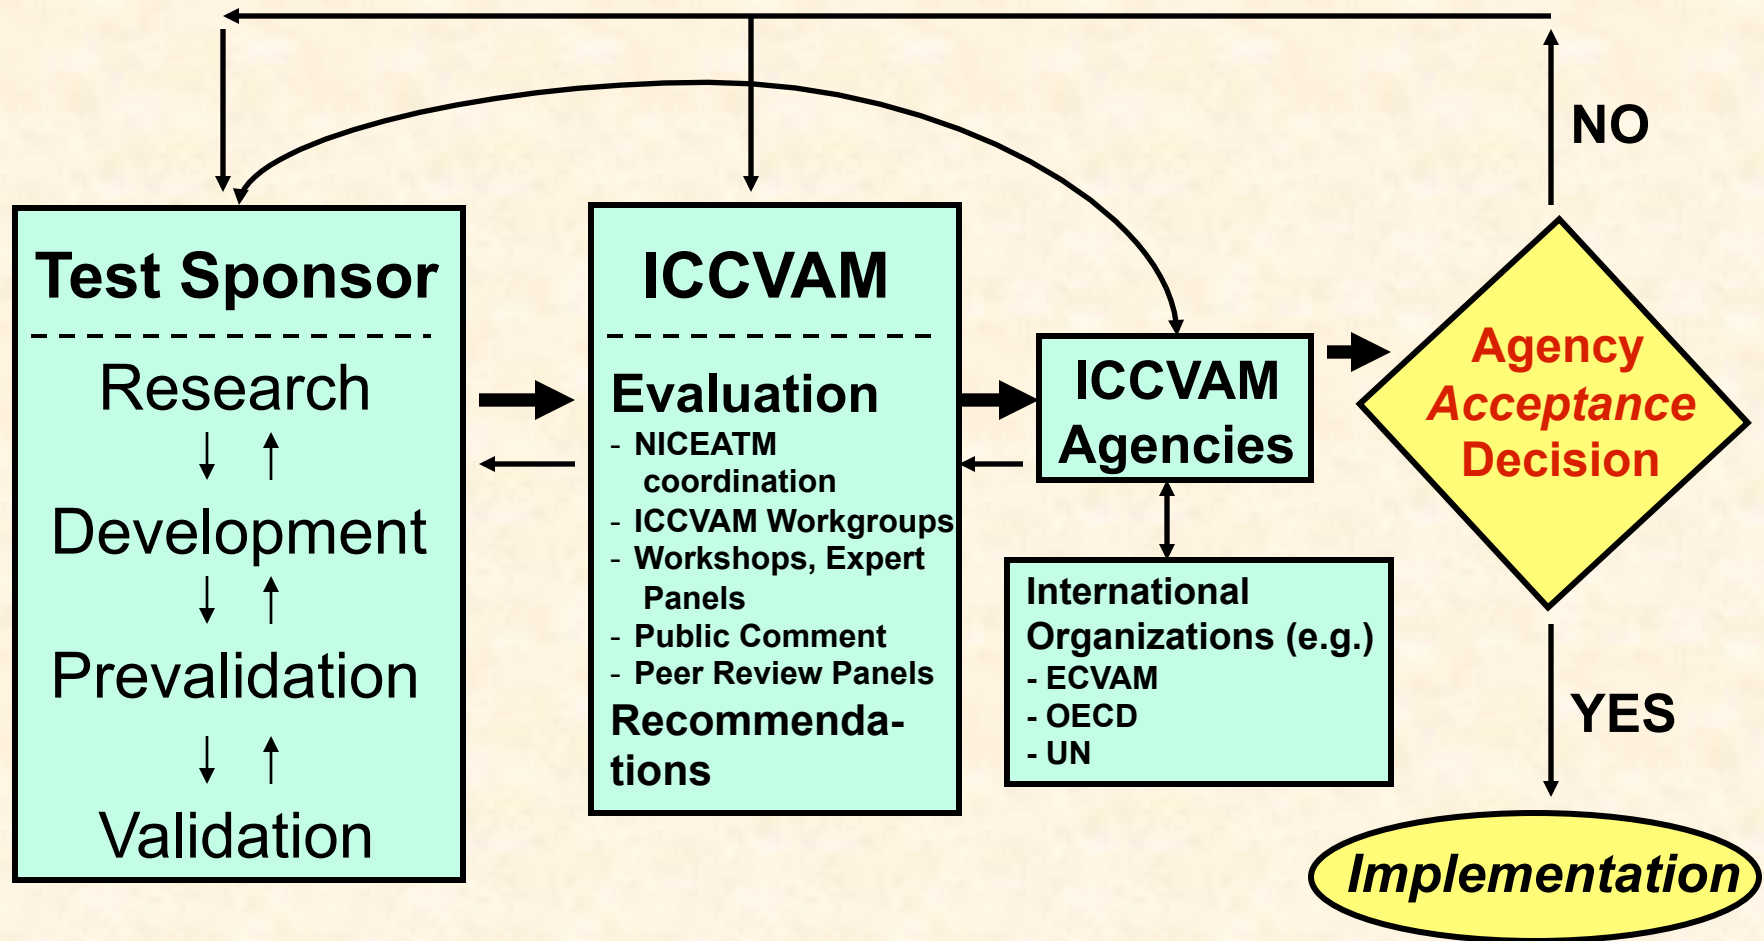 NO
Test Sponsor
Research
Development
Prevalidation
Validation
ICCVAM
Evaluation
- NICEATM
coordination
- ICCVAM Workgroups
- Workshops, Expert
Panels
- Public Comment
- Peer Review Panels
Recommenda-
tions
ICCVAM
Agencies
International
Organizations (e.g.)
- ECVAM
- OECD
- UN
Agency
Acceptance
Decision
YES
Implementation